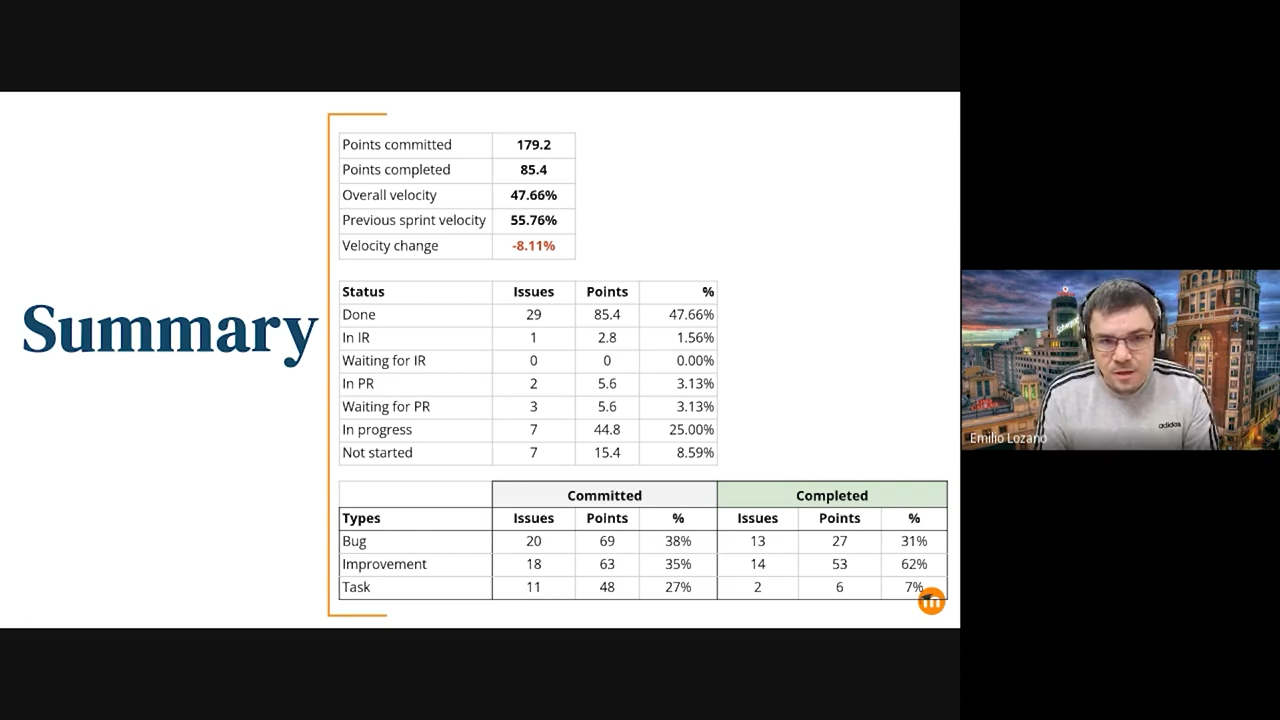 Summary
Points committed 179.2
Points completed 85.4
Overall velocity 47.66%
Previous sprint velocity 55.76%
Velocity change -8.11%
Status Issues Points %
Done 29 85.4 47.66%
In IR 1 2.8 1.56%
Waiting for IR 0 0 0.00%
In PR 2 5.6 3.13%
Waiting for PR 3 5.6 3.13%
In progress 7 44.8 25.00%
Not started 7 15.4 8.59%
Committed Completed
Types Issues Points % Issues Points %
Bug 20 69 38% 13 27 31%
Improvement 18 63 35% 14 53 62%
Task 11 48 27% 2 6 7%
m
adidas
Emilio Lozano